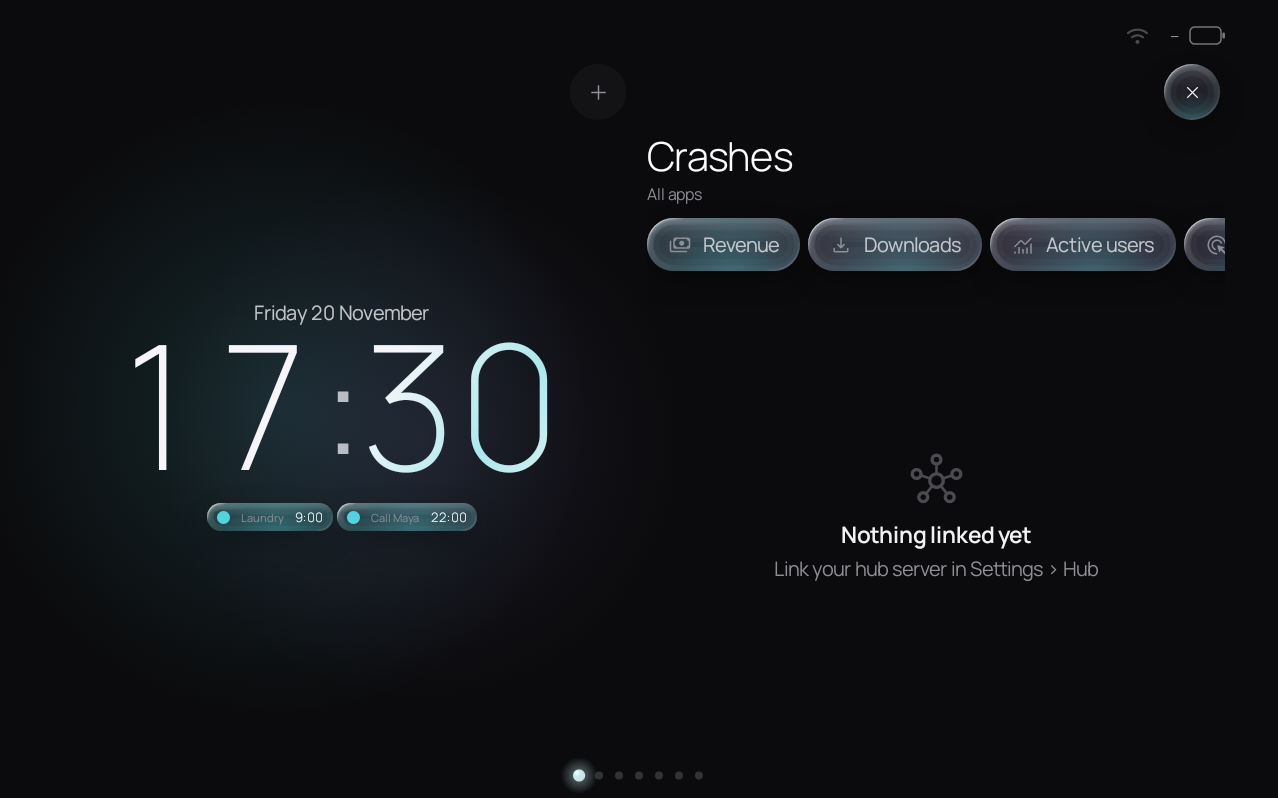 –
Crashes
All apps
Revenue
Downloads
Active users
Friday 20 November
17:30
Laundry 9:00
Call Maya 22:00
Nothing linked yet
Link your hub server in Settings › Hub